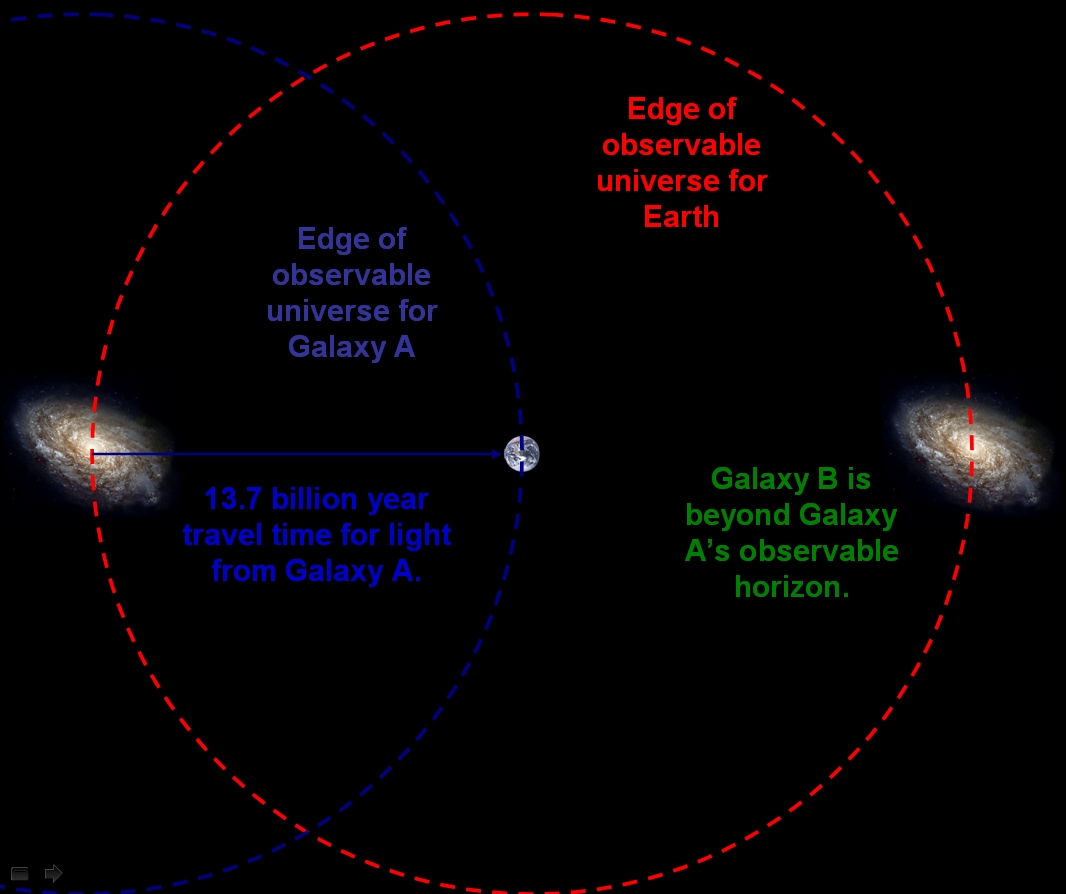 Edge of
observable
universe for
Earth
Edge of
observable
universe for
Galaxy A
13.7 billion year
travel time for light
from Galaxy A.
Galaxy B is
beyond Galaxy
A’s observable
horizon.